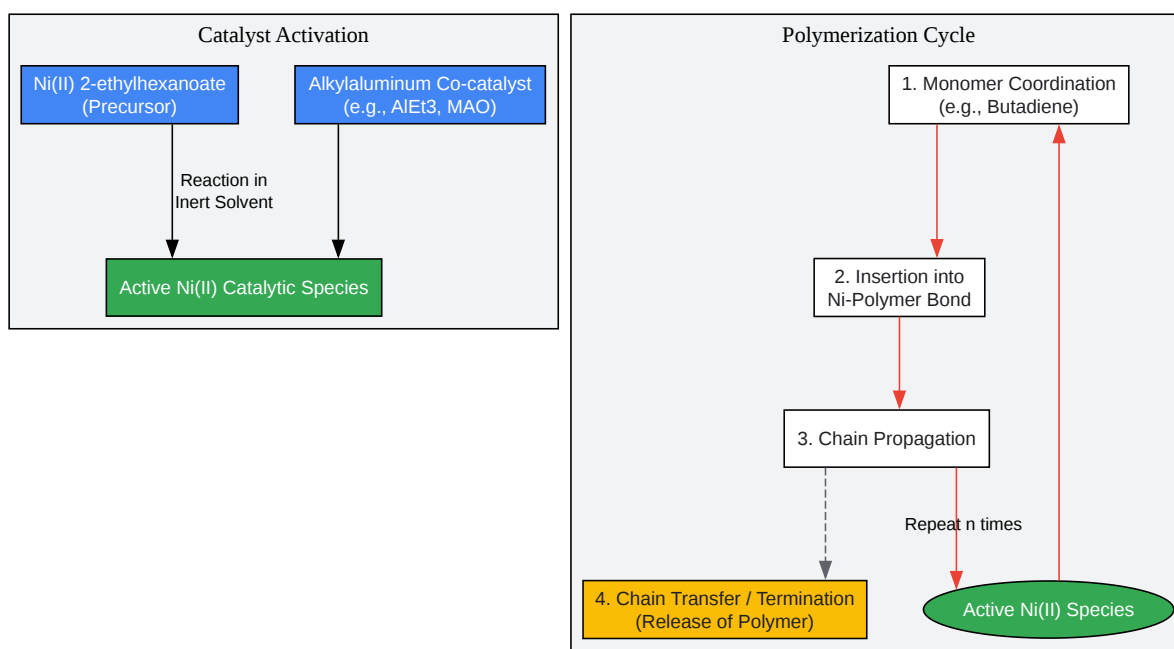 Catalyst Activation
Ni(II) 2-ethylhexanoate
(Precursor)
Alkylaluminum Co-catalyst
(e.g., AlEt3, MAO)
Reaction in
Inert Solvent
Active Ni(II) Catalytic Species
Polymerization Cycle
1. Monomer Coordination
(e.g., Butadiene)
2. Insertion into
Ni-Polymer Bond
3. Chain Propagation
Repeat n times
4. Chain Transfer / Termination
(Release of Polymer)
Active Ni(II) Species